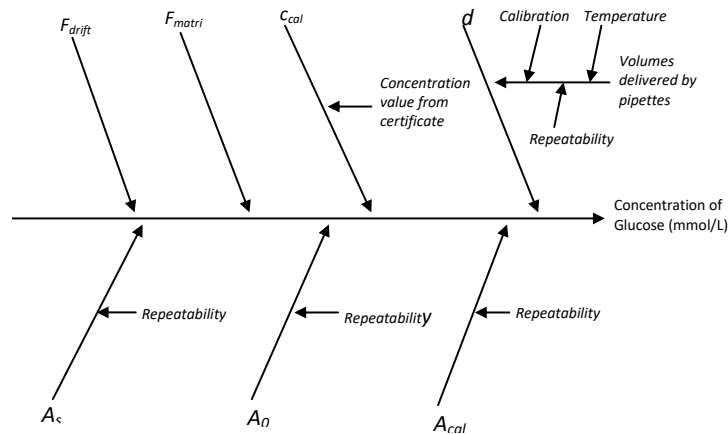 F_drift
F_matri
c_cal
d
Calibration
Temperature
Volumes
delivered by
pipettes
Repeatability
Concentration
value from
certificate
Concentration of
Glucose (mmol/L)
Repeatability
Repeatability
Repeatability
A_s
A_0
A_cal